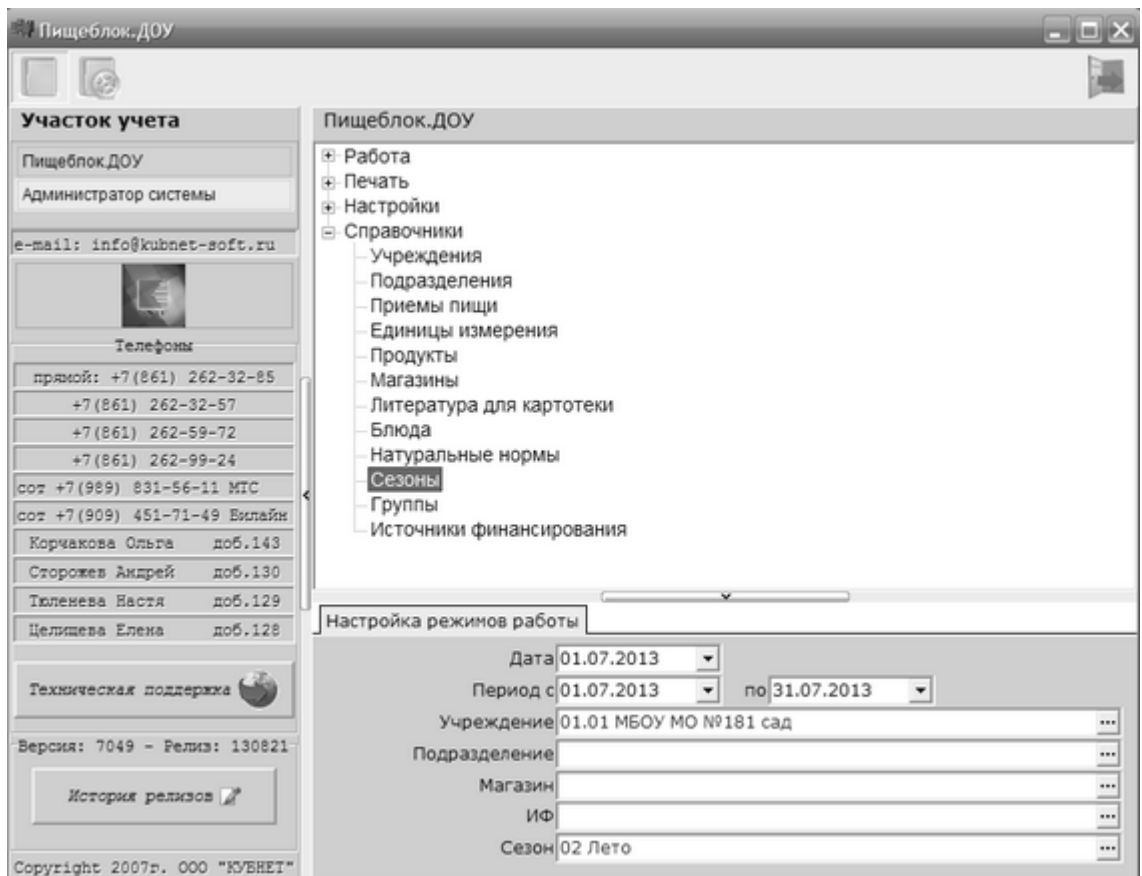 Пищеблок.ДОУ
Участок учета
Пищеблок.ДОУ
Администратор системы
e-mail: info@kubnet-soft.ru
Телефоны
прямой: +7(861) 262-32-85
+7(861) 262-32-57
+7(861) 262-59-72
+7(861) 262-99-24
сот +7(989) 831-56-11 МТС
сот +7(909) 451-71-49 Билайн
Корчакова Ольга доб.143
Сторожев Андрей доб.130
Тюленева Настя доб.129
Целищева Елена доб.128
Техническая поддержка
Версия: 7049 - Релиз: 130821
История релизов
Copyright 2007г. ООО "КУБНЕТ"
Пищеблок.ДОУ
Работа
Печать
Настройки
Справочники
Учреждения
Подразделения
Приемы пищи
Единицы измерения
Продукты
Магазины
Литература для картотеки
Блюда
Натуральные нормы
Сезоны
Группы
Источники финансирования
Настройка режимов работы
Дата 01.07.2013
Период с 01.07.2013 по 31.07.2013
Учреждение 01.01 МБОУ МО №181 сад
Подразделение
Магазин
ИФ
Сезон 02 Лето